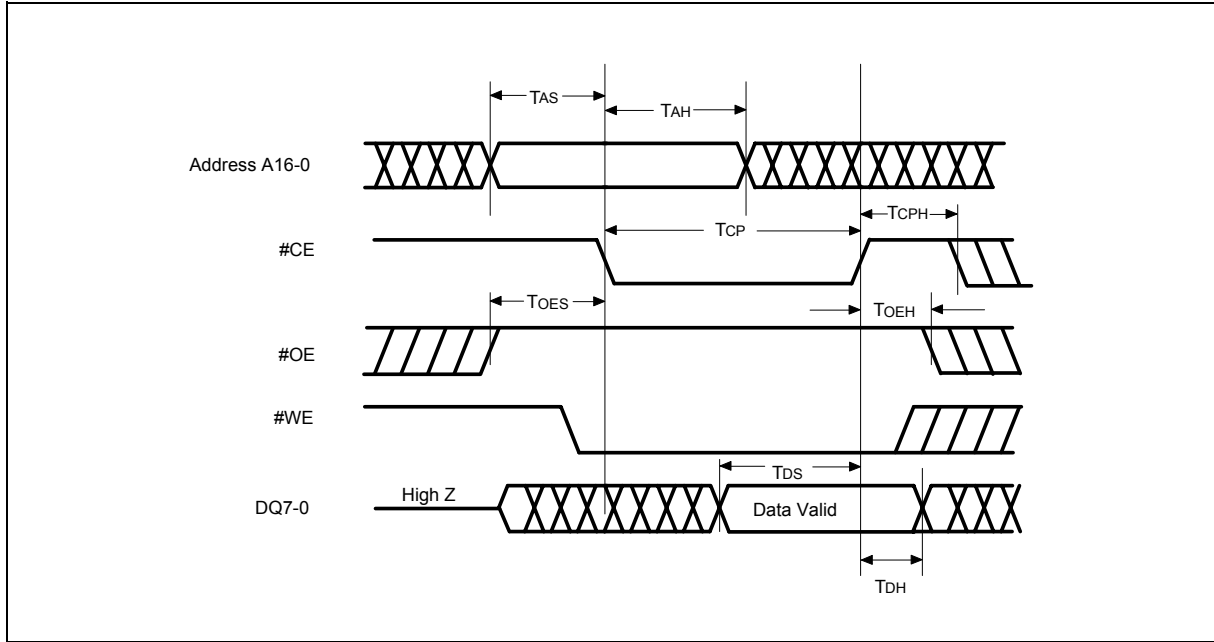 TAS
TAH
Address A16-0
TCPH
TCP
#CE
TOES
TOEH
#OE
#WE
TDS
High Z
DQ7-0
Data Valid
TDH